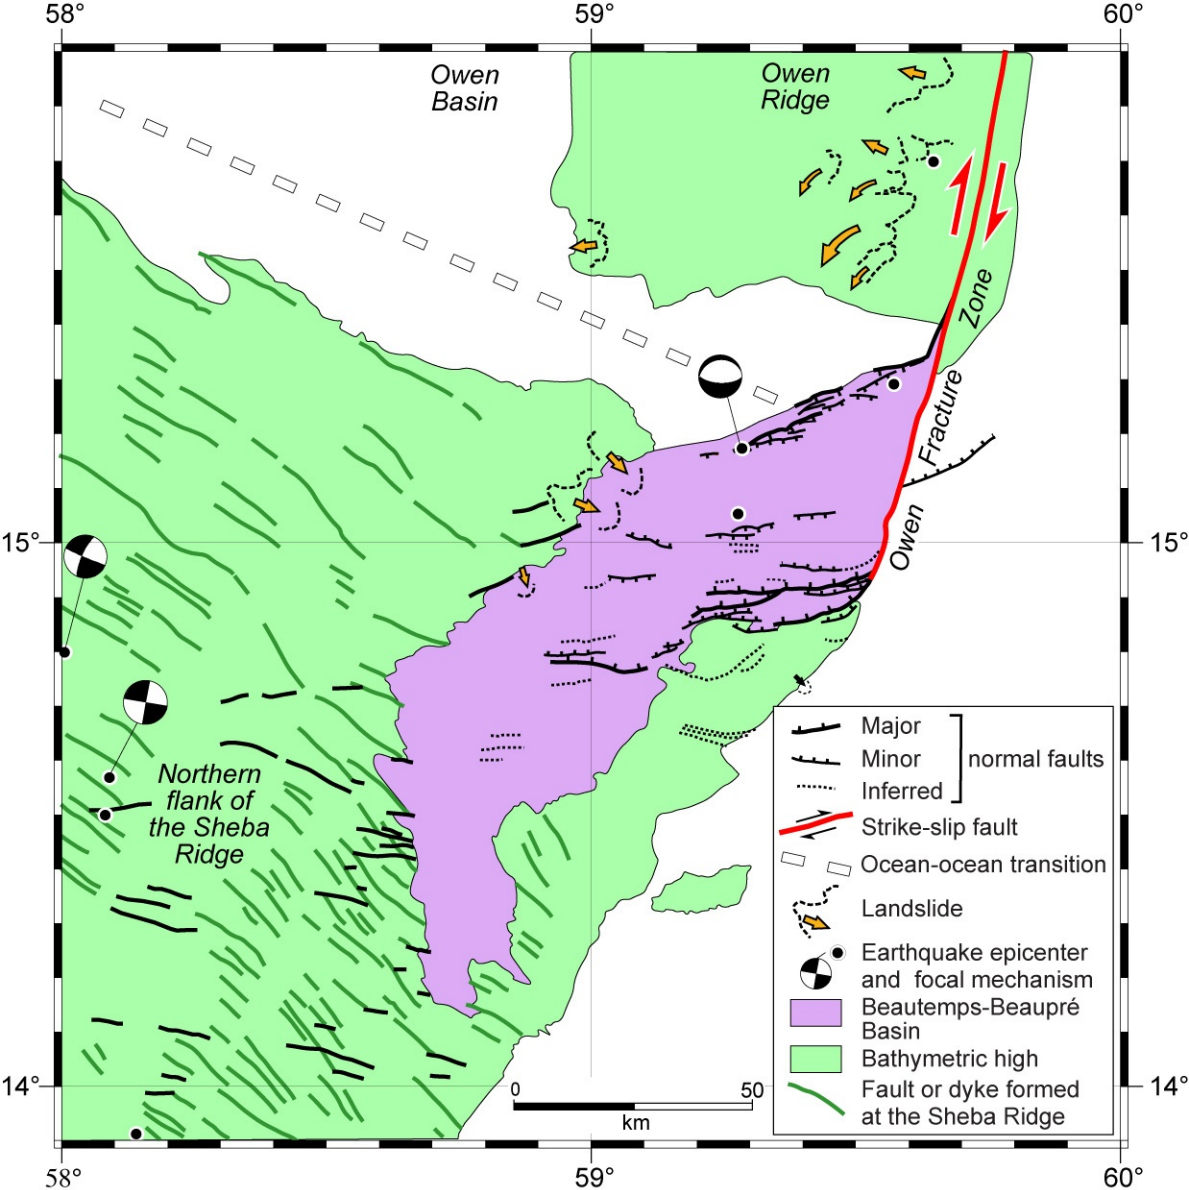 58°
59°
60°
Owen
Basin
Owen
Ridge
Zone
Fracture
Owen
15°
15°
Northern
flank of
the Sheba
Ridge
Major
Minor
Inferred
normal faults
Strike-slip fault
Ocean-ocean transition
Landslide
Earthquake epicenter
and focal mechanism
Beautemps-Beaupré
Basin
Bathymetric high
Fault or dyke formed
at the Sheba Ridge
14°
14°
0
50
km
58°
59°
60°